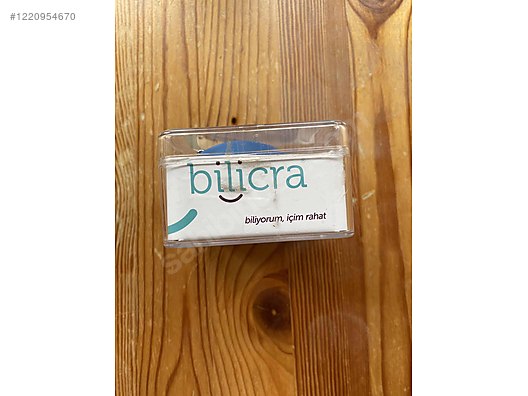 #1220954670
bilicra
biliyorum, içim rahat